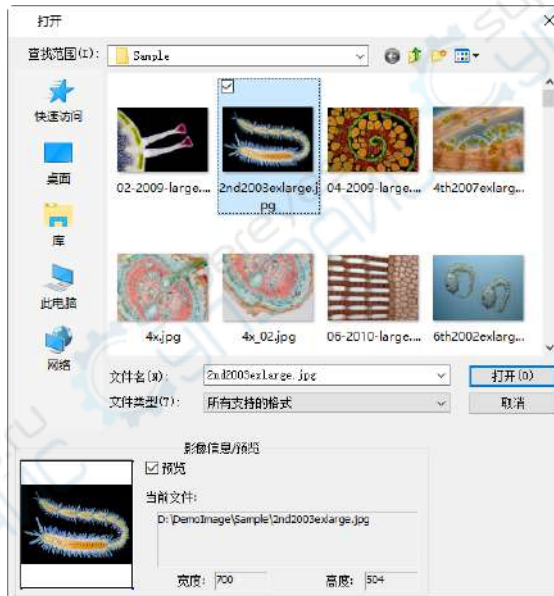 打开
查找范围(I):
Sample
快速访问
桌面
库
此电脑
网络
02-2009-large....
2nd2003exlarge.j
pg
04-2009-large....
4th2007exlarg...
4x.jpg
4x_02.jpg
06-2010-large....
6th2002exlarg...
文件名(N):
2nd2003exlarge.jpg
打开(O)
文件类型(T):
所有支持的格式
取消
影像信息/预览
预览
当前文件:
D:\DemoImage\Sample\2nd2003exlarge.jpg
宽度: 700
高度: 504